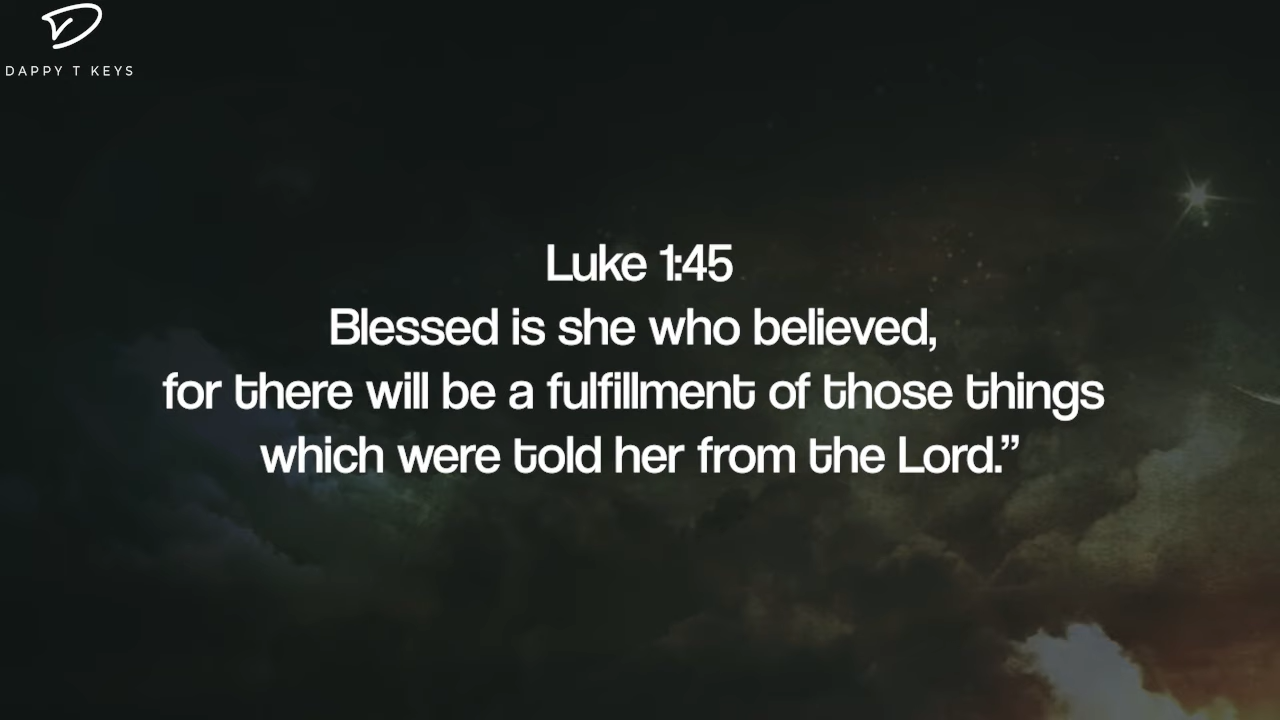 DAPPY T KEYS
Luke 1:45
Blessed is she who believed,
for there will be a fulfillment of those things
which were told her from the Lord.”